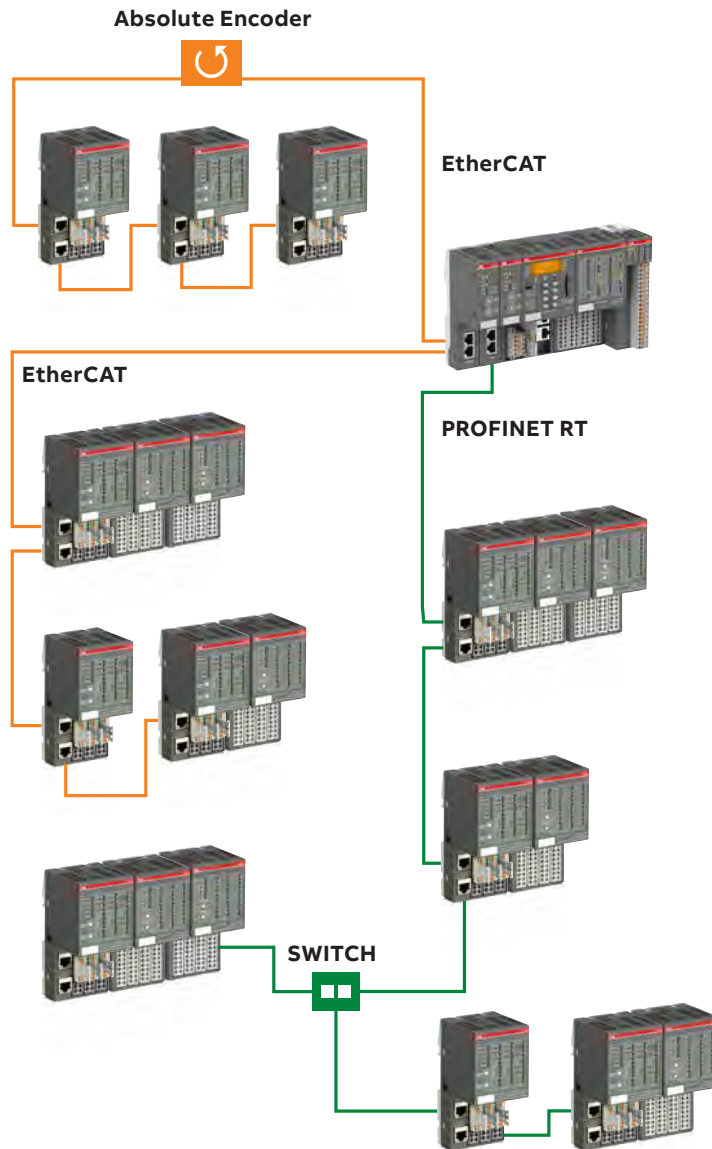 Absolute Encoder
EtherCAT
EtherCAT
PROFINET RT
SWITCH